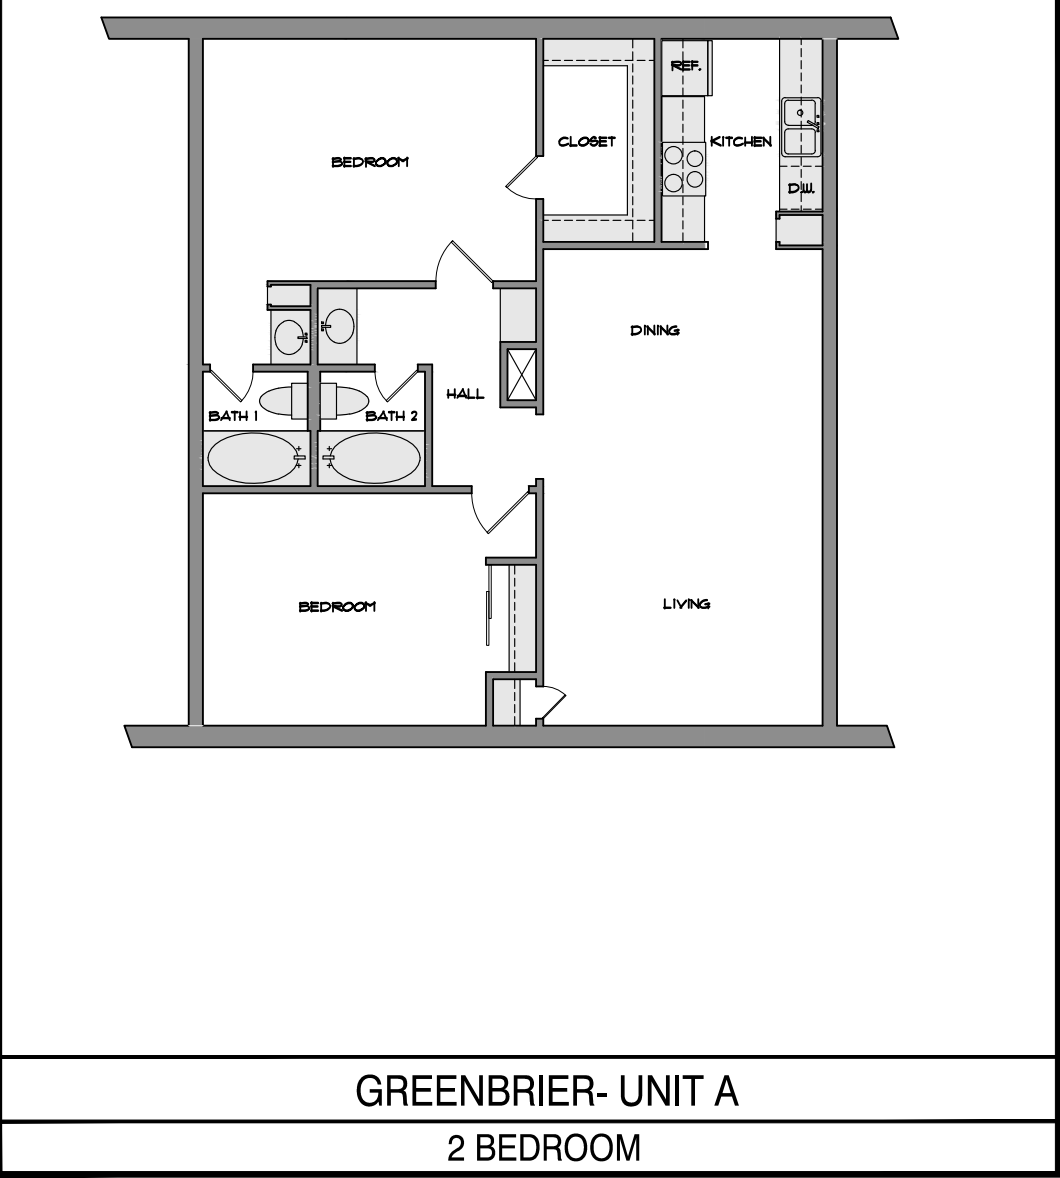 REF.
CLOSET
KITCHEN
BEDROOM
D.W.
DINING
HALL
BATH 1
BATH 2
LIVING
BEDROOM
GREENBRIER- UNIT A
2 BEDROOM